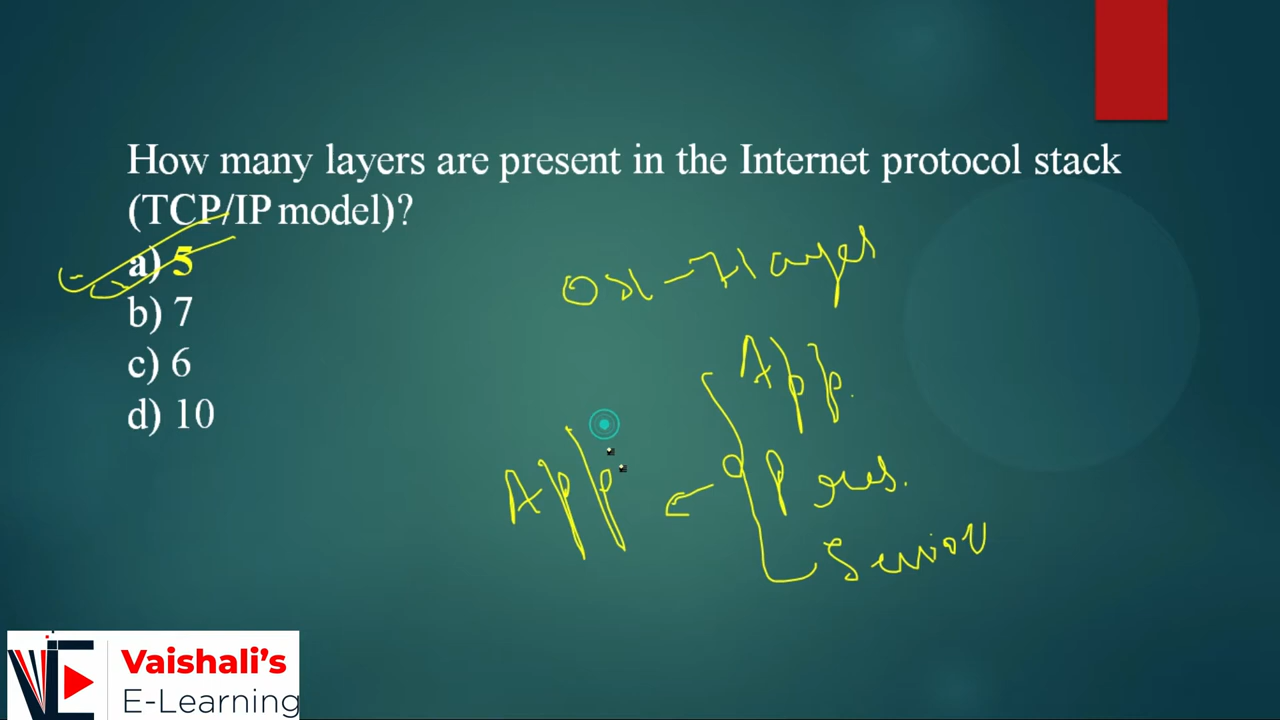 How many layers are present in the Internet protocol stack
(TCP/IP model)?
a) 5
b) 7
c) 6
d) 10
OSI - 7 layer
App.
Pres.
Session
App
Vaishali's
E-Learning